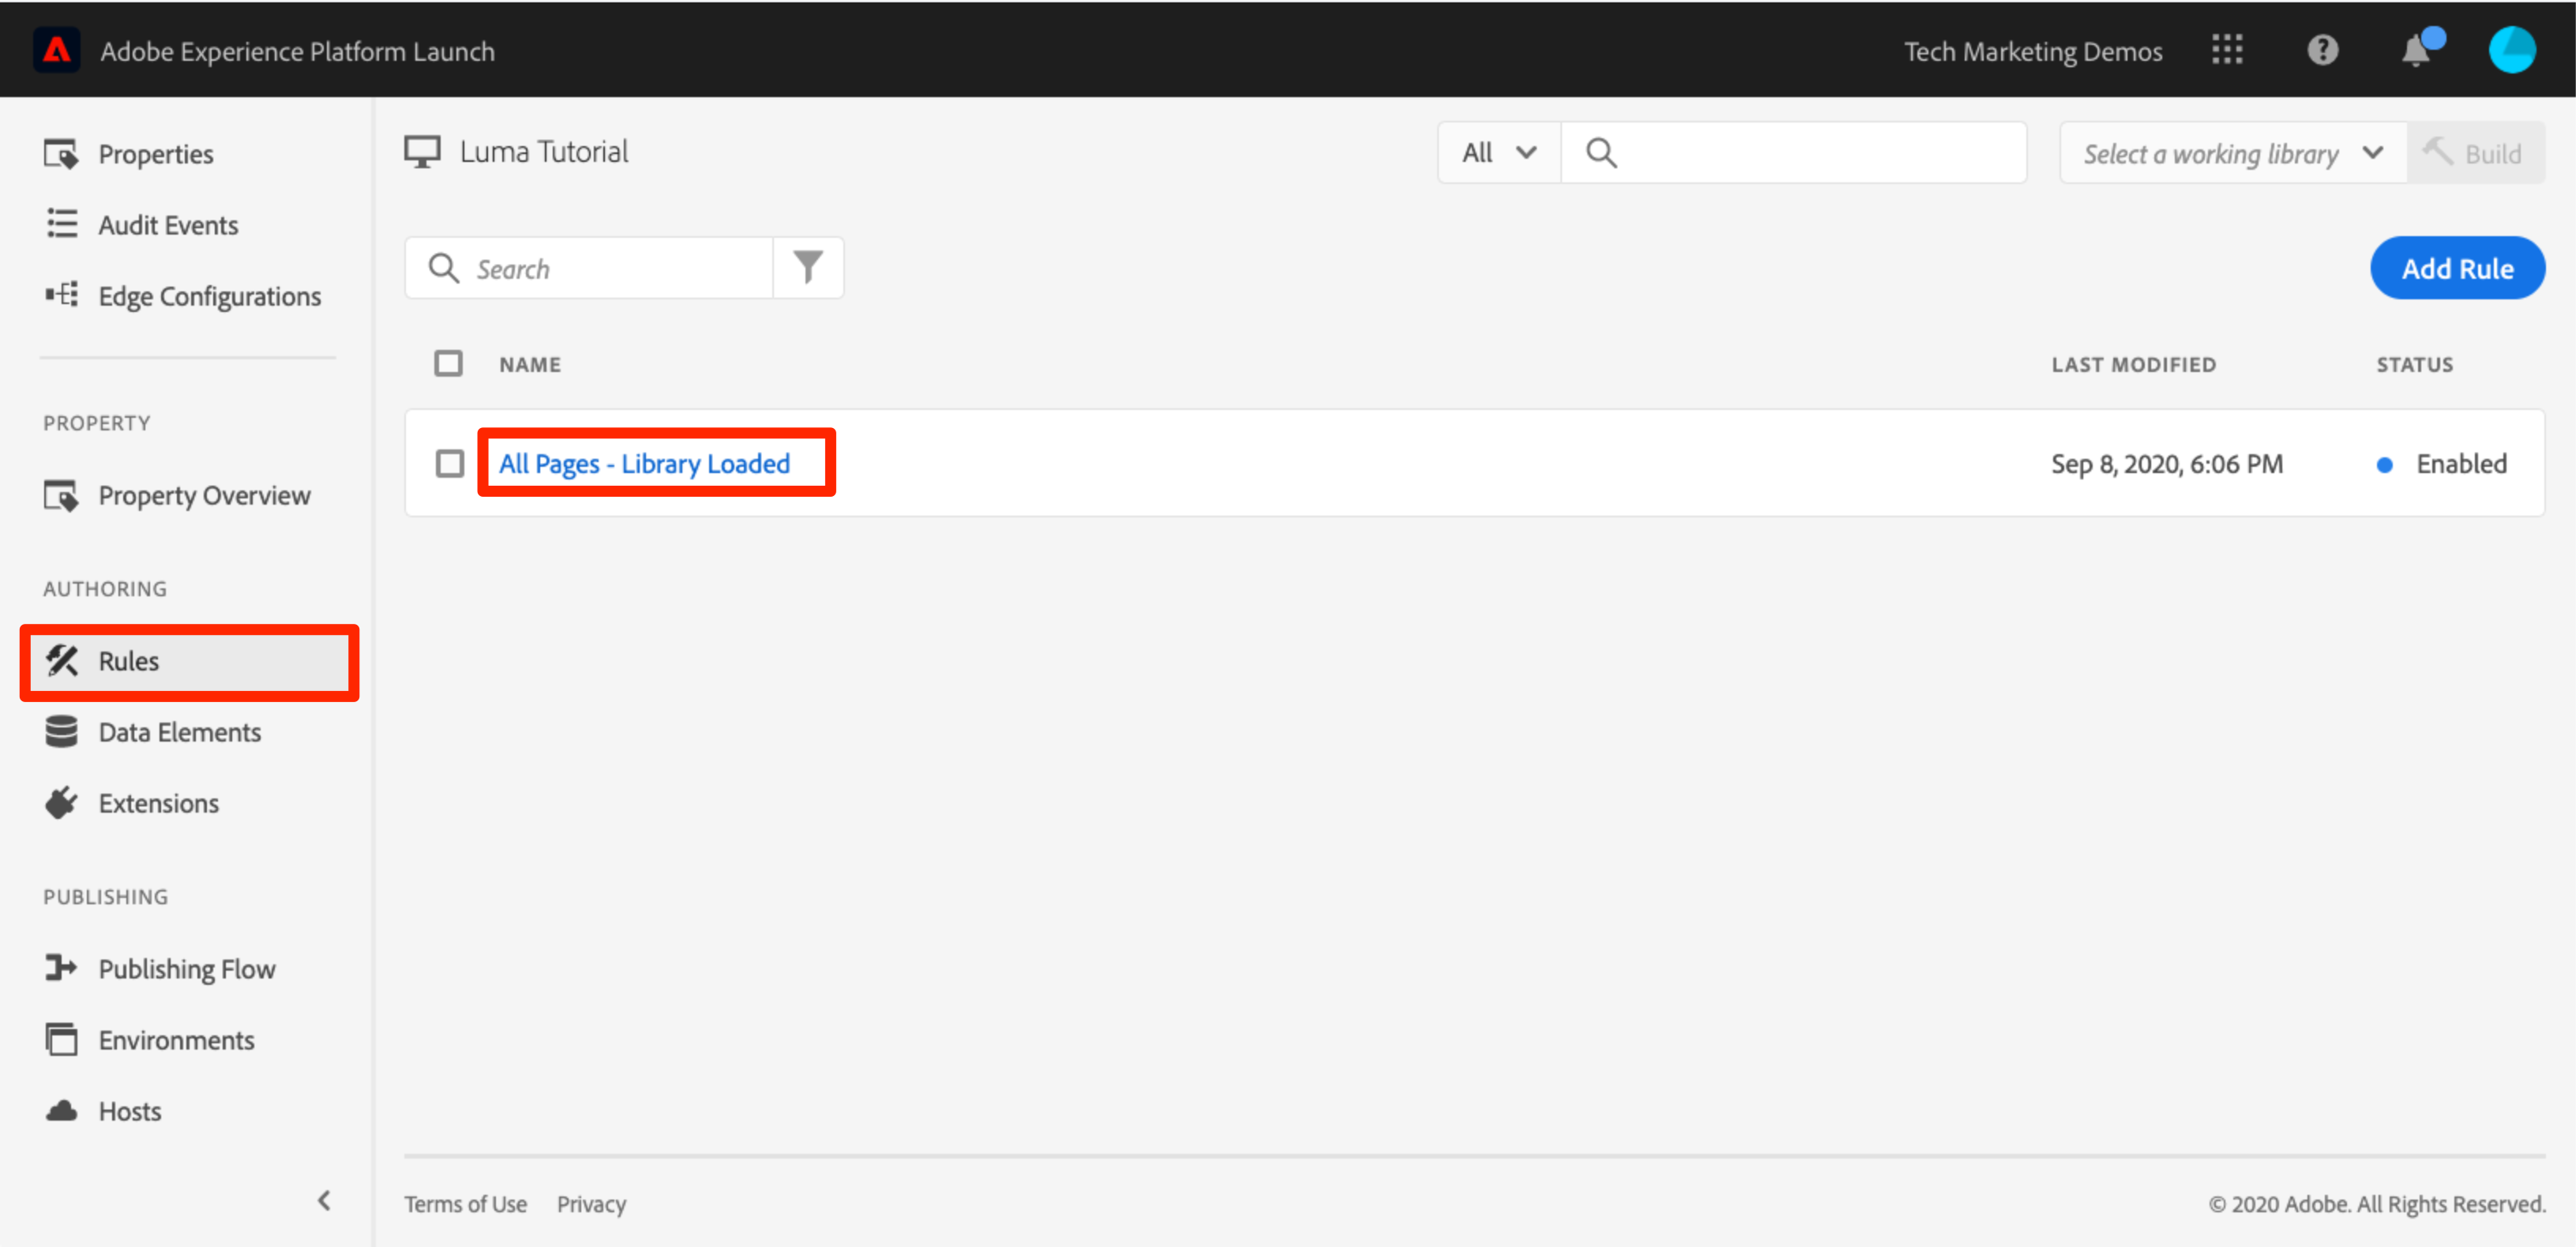 Adobe Experience Platform Launch
Tech Marketing Demos
Properties
Audit Events
Edge Configurations
PROPERTY
Property Overview
AUTHORING
Rules
Data Elements
Extensions
PUBLISHING
Publishing Flow
Environments
Hosts
Luma Tutorial
All
Select a working library
Build
Search
Add Rule
NAME
LAST MODIFIED
STATUS
All Pages - Library Loaded
Sep 8, 2020, 6:06 PM
Enabled
Terms of Use
Privacy
© 2020 Adobe. All Rights Reserved.